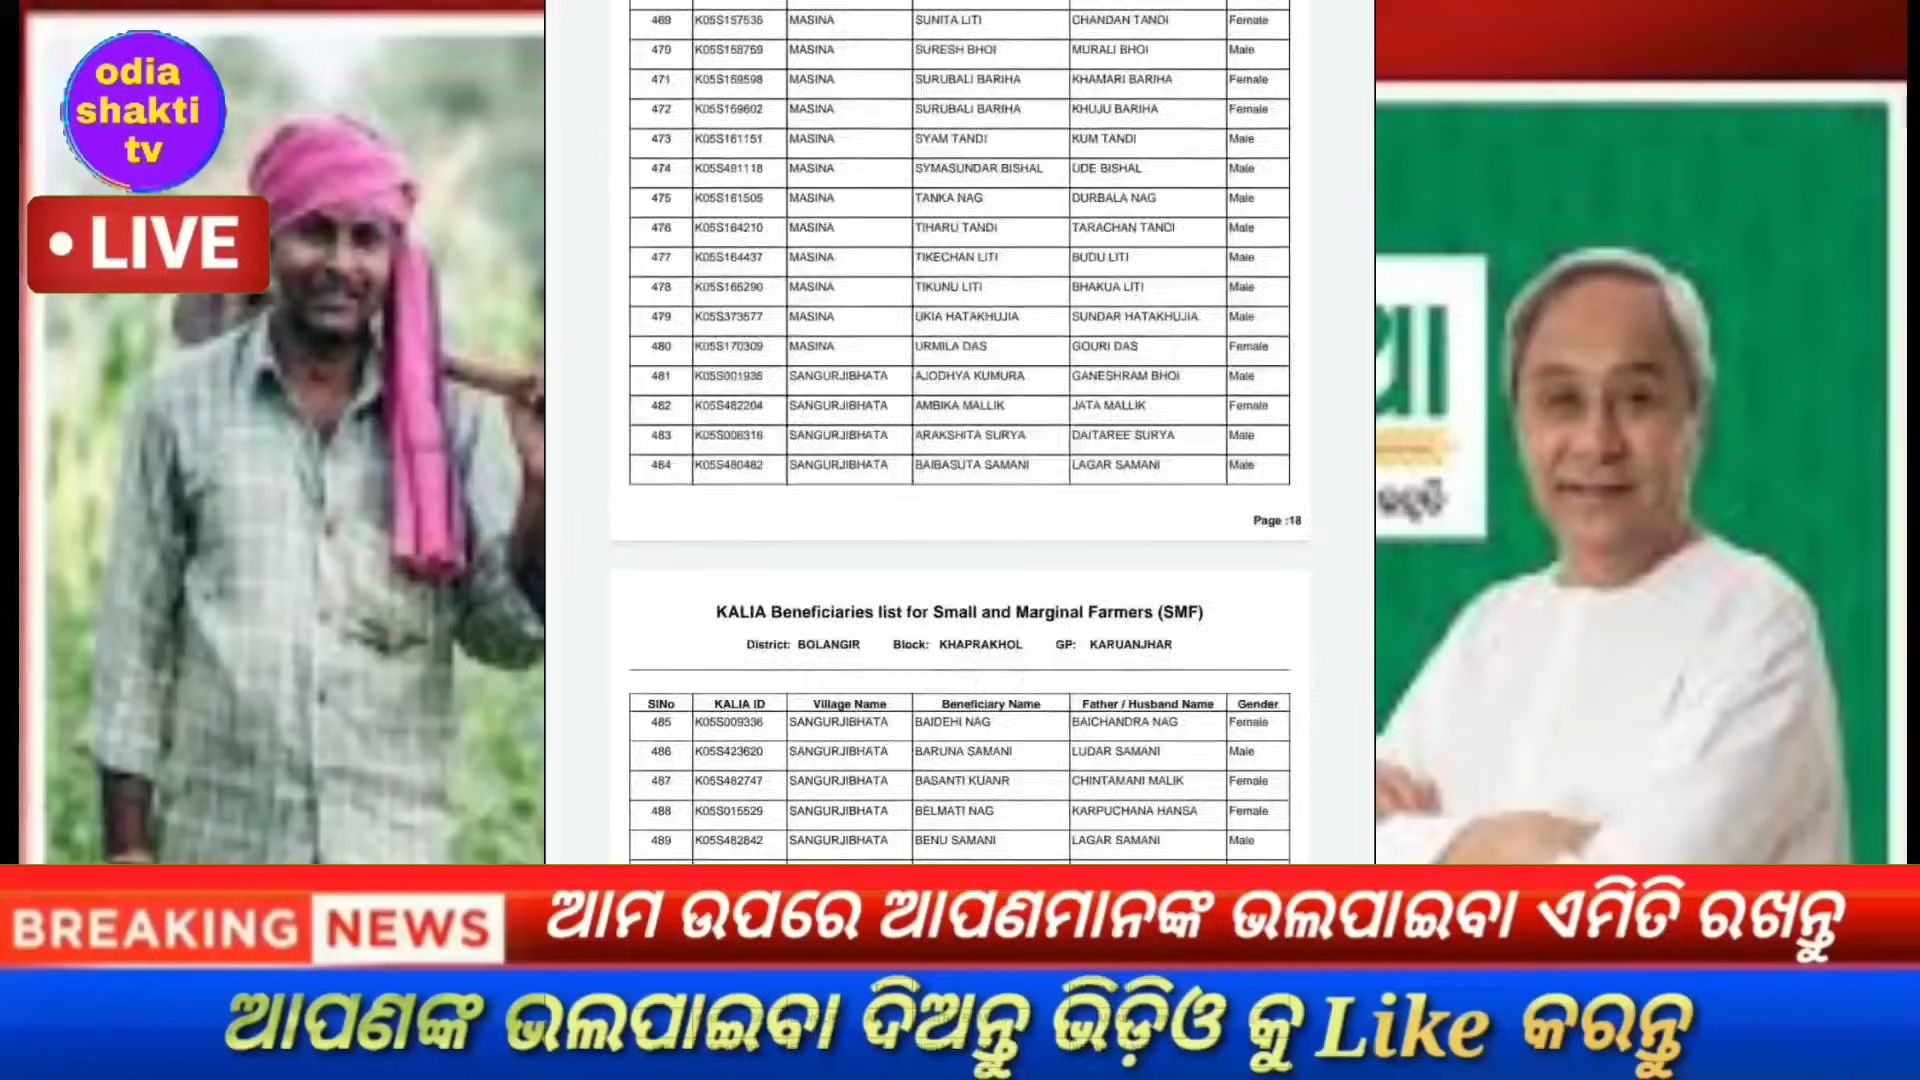 odia
shakti
tv
• LIVE
469 K05S157535 MASINA SUNITA LITI CHANDAN TANDI Female
470 K05S158759 MASINA SURESH BHOI MURALI BHOI Male
471 K05S159598 MASINA SURUBALI BARIHA KHAMARI BARIHA Female
472 K05S159602 MASINA SURUBALI BARIHA KHUJU BARIHA Female
473 K05S161151 MASINA SYAM TANDI KUM TANDI Male
474 K05S491118 MASINA SYMASUNDAR BISHAL UDE BISHAL Male
475 K05S161505 MASINA TANKA NAG DURBALA NAG Male
476 K05S164210 MASINA TIHARU TANDI TARACHAN TANDI Male
477 K05S164437 MASINA TIKECHAN LITI BUDU LITI Male
478 K05S165290 MASINA TIKUNU LITI BHAKUA LITI Male
479 K05S373577 MASINA UKIA HATAKHUJIA SUNDAR HATAKHUJIA Male
480 K05S170309 MASINA URMILA DAS GOURI DAS Female
481 K05S001935 SANGURJIBHATA AJODHYA KUMURA GANESHRAM BHOI Male
482 K05S482204 SANGURJIBHATA AMBIKA MALLIK JATA MALLIK Female
483 K05S006316 SANGURJIBHATA ARAKSHITA SURYA DAITAREE SURYA Male
484 K05S480482 SANGURJIBHATA BAIBASUTA SAMANI LAGAR SAMANI Male
Page :18
KALIA Beneficiaries list for Small and Marginal Farmers (SMF)
District: BOLANGIR Block: KHAPRAKHOL GP: KARUANJHAR
SlNo KALIA ID Village Name Beneficiary Name Father / Husband Name Gender
485 K05S009336 SANGURJIBHATA BAIDEHI NAG BAICHANDRA NAG Female
486 K05S423620 SANGURJIBHATA BARUNA SAMANI LUDAR SAMANI Male
487 K05S482747 SANGURJIBHATA BASANTI KUANR CHINTAMANI MALIK Female
488 K05S015529 SANGURJIBHATA BELMATI NAG KARPUCHANA HANSA Female
489 K05S482842 SANGURJIBHATA BENU SAMANI LAGAR SAMANI Male
BREAKING NEWS
ଆମ ଉପରେ ଆପଣମାନଙ୍କ ଭଲପାଇବା ଏମିତି ରଖନ୍ତୁ
ଆପଣଙ୍କ ଭଲପାଇବା ଦିଅନ୍ତୁ ଭିଡ଼ିଓ କୁ Like କରନ୍ତୁ